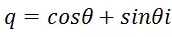 q = cosθ + sinθi